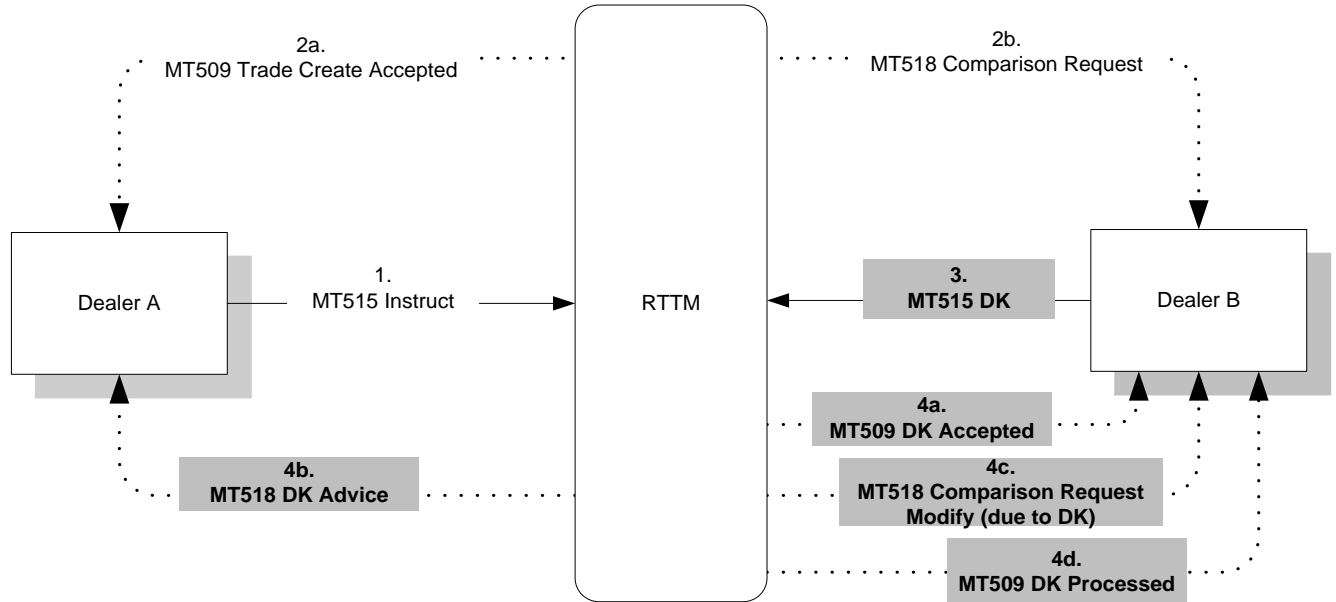 2a.
MT509 Trade Create Accepted
2b.
MT518 Comparison Request
Dealer A
1.
MT515 Instruct
RTTM
3.
MT515 DK
Dealer B
4a.
MT509 DK Accepted
4b.
MT518 DK Advice
4c.
MT518 Comparison Request
Modify (due to DK)
4d.
MT509 DK Processed